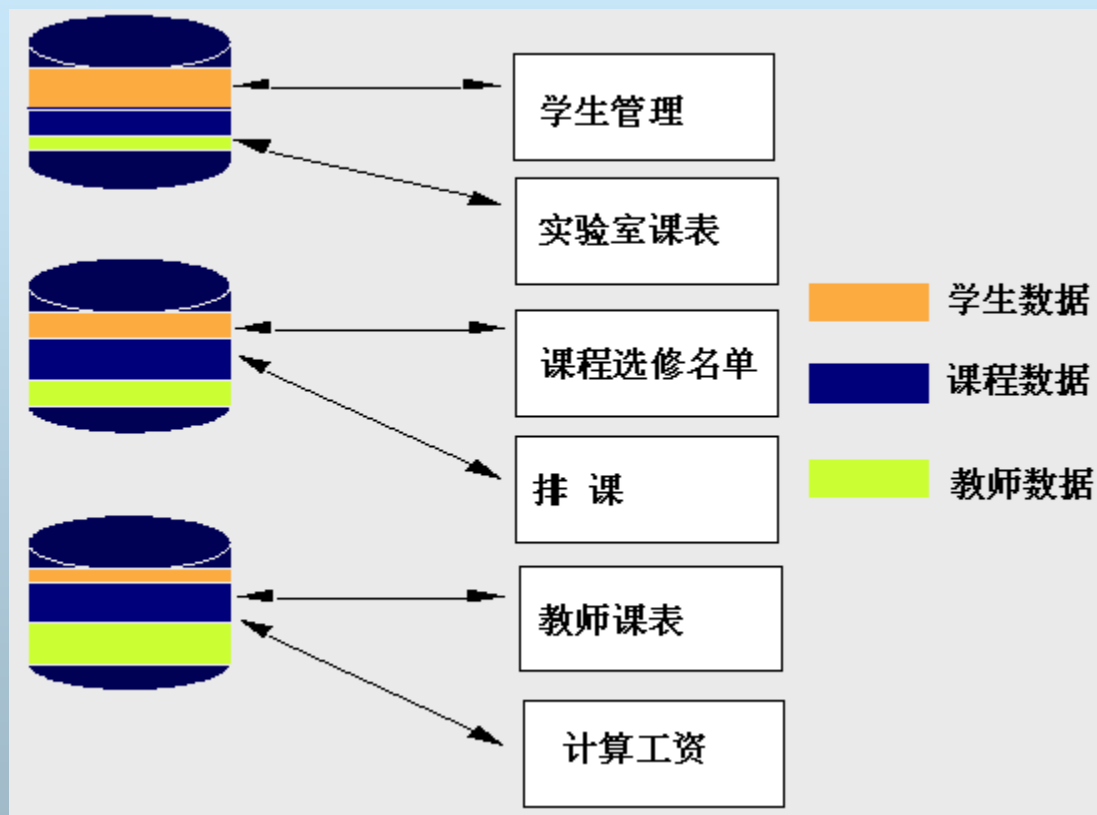 学生管理
实验室课表
课程选修名单
排 课
教师课表
计算工资
学生数据
课程数据
教师数据